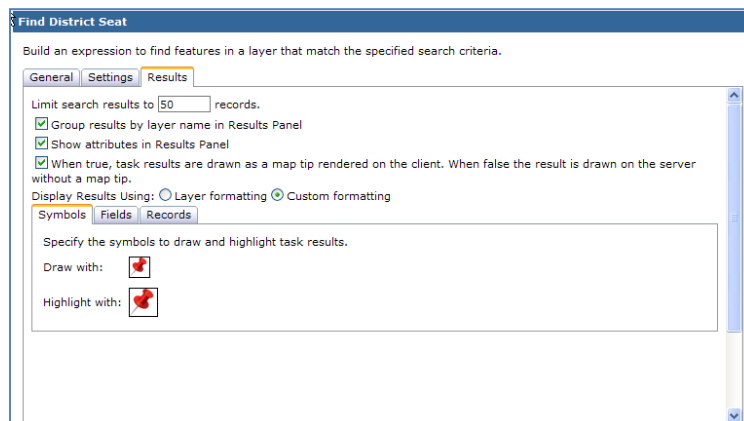 Find District Seat
Build an expression to find features in a layer that match the specified search criteria.
General Settings Results
Limit search results to 50 records.
Group results by layer name in Results Panel
Show attributes in Results Panel
When true, task results are drawn as a map tip rendered on the client. When false the result is drawn on the server
without a map tip.
Display Results Using: Layer formatting Custom formatting
Symbols Fields Records
Specify the symbols to draw and highlight task results.
Draw with:
Highlight with: